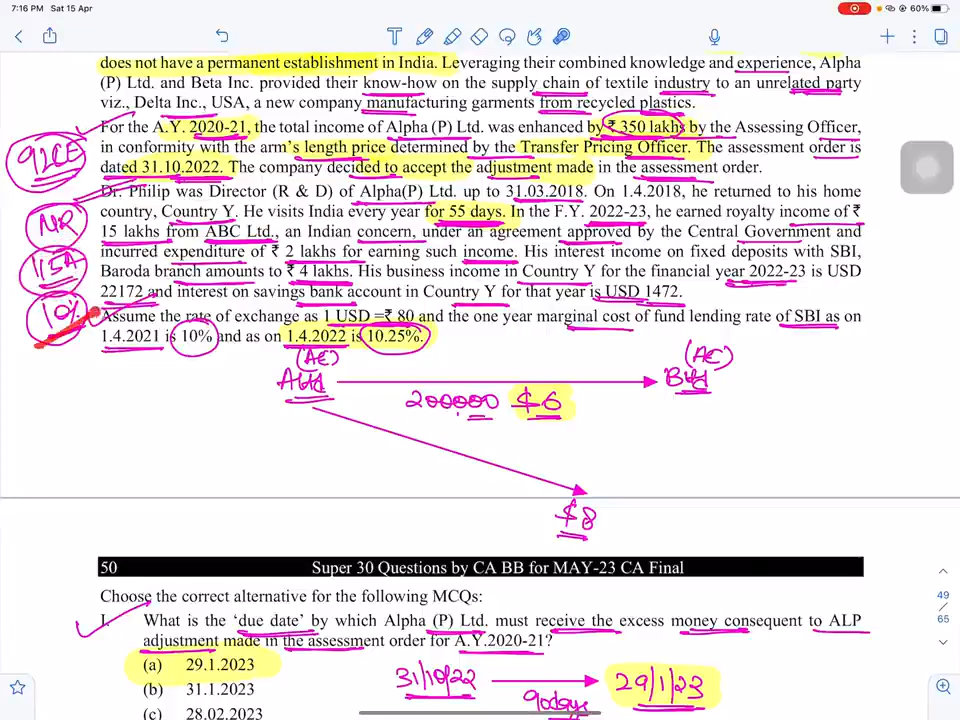 7:16 PM Sat 15 Apr
60%
does not have a permanent establishment in India. Leveraging their combined knowledge and experience, Alpha
(P) Ltd. and Beta Inc. provided their know-how on the supply chain of textile industry to an unrelated party
viz., Delta Inc., USA, a new company manufacturing garments from recycled plastics.
For the A.Y. 2020-21, the total income of Alpha (P) Ltd. was enhanced by ₹ 350 lakhs by the Assessing Officer,
in conformity with the arm's length price determined by the Transfer Pricing Officer. The assessment order is
dated 31.10.2022. The company decided to accept the adjustment made in the assessment order.
92CE
Dr. Philip was Director (R & D) of Alpha(P) Ltd. up to 31.03.2018. On 1.4.2018, he returned to his home
country, Country Y. He visits India every year for 55 days. In the F.Y. 2022-23, he earned royalty income of ₹
15 lakhs from ABC Ltd., an Indian concern, under an agreement approved by the Central Government and
incurred expenditure of ₹ 2 lakhs for earning such income. His interest income on fixed deposits with SBI,
Baroda branch amounts to ₹ 4 lakhs. His business income in Country Y for the financial year 2022-23 is USD
22172 and interest on savings bank account in Country Y for that year is USD 1472.
NR
115A
10%
Assume the rate of exchange as 1 USD =₹ 80 and the one year marginal cost of fund lending rate of SBI as on
1.4.2021 is 10% and as on 1.4.2022 is 10.25%.
(AE)
(AE)
200000 $6
$8
50 Super 30 Questions by CA BB for MAY-23 CA Final
Choose the correct alternative for the following MCQs:
I. What is the 'due date' by which Alpha (P) Ltd. must receive the excess money consequent to ALP
adjustment made in the assessment order for A.Y.2020-21?
(a) 29.1.2023
(b) 31.1.2023
(c) 28.02.2023
31/10/22 90days 29/1/23
49
/
65